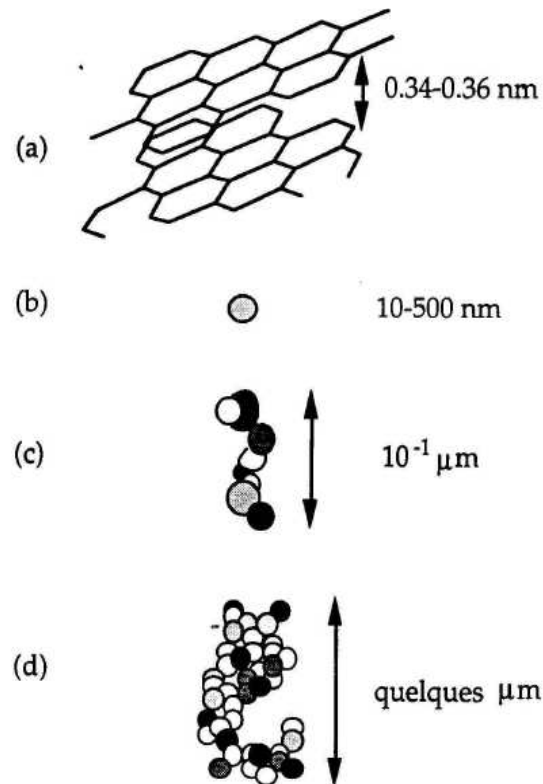 0.34-0.36 nm
(a)
(b)
10-500 nm
(c)
10⁻¹ μm
(d)
quelques μm